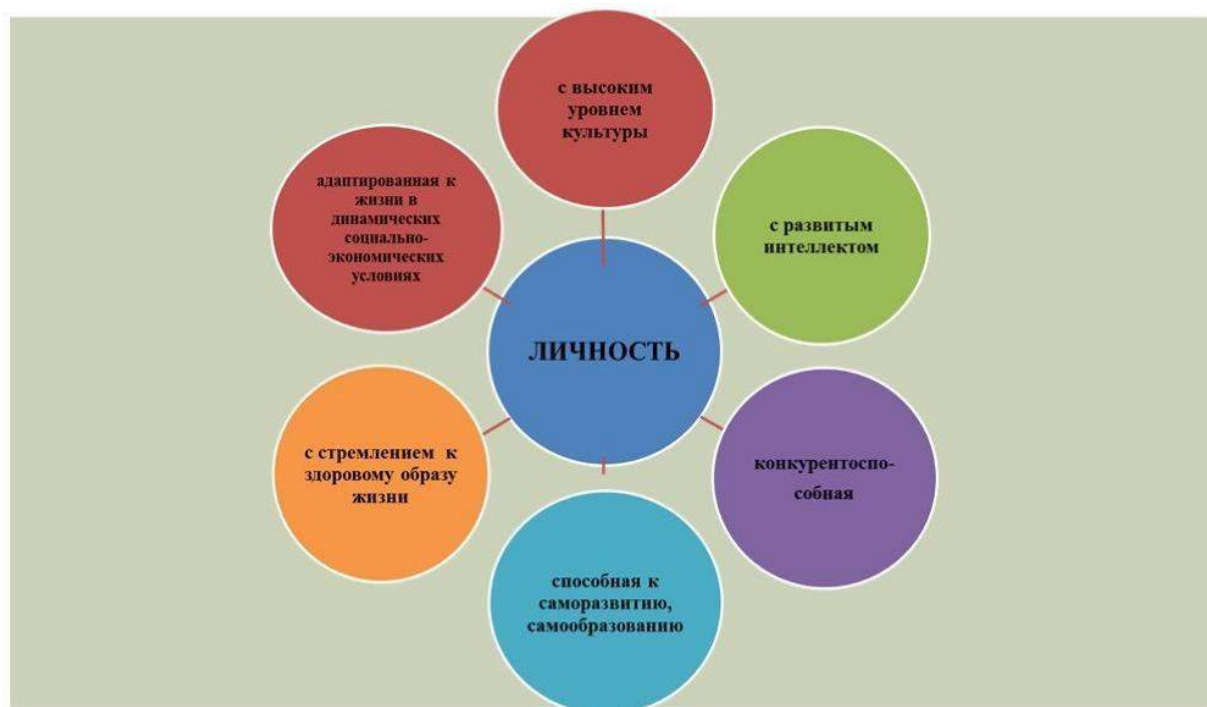 с высоким
уровнем
культуры
адаптированная к
жизни в
динамических
социально-
экономических
условиях
с развитым
интеллектом
ЛИЧНОСТЬ
с стремлением к
здоровому образу
жизни
конкурентоспо-
собная
способная к
саморазвитию,
самообразованию